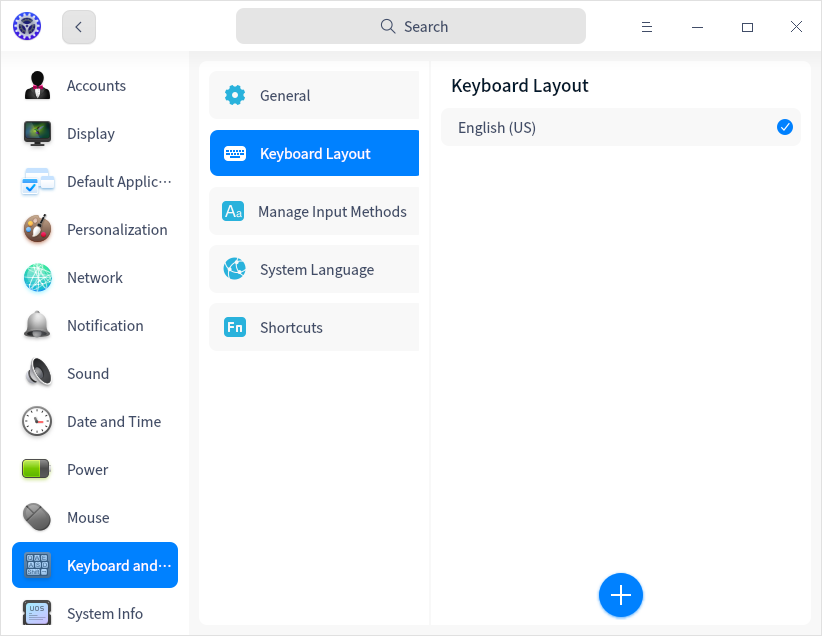 Search
Accounts
Display
Default Applic···
Personalization
Network
Notification
Sound
Date and Time
Power
Mouse
Keyboard and···
System Info
General
Keyboard Layout
Manage Input Methods
System Language
Shortcuts
Keyboard Layout
English (US)